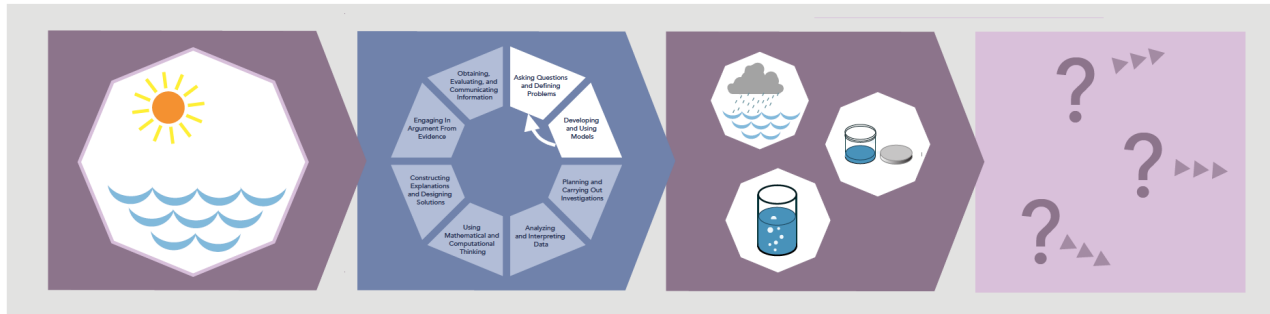 Obtaining,
Evaluating, and
Communicating
Information
Asking Questions
and Defining
Problems
Engaging In
Argument From
Evidence
Developing
and Using
Models
Constructing
Explanations
and Designing
Solutions
Planning and
Carrying Out
Investigations
Using
Mathematical and
Computational
Thinking
Analyzing
and Interpreting
Data
?
?
?